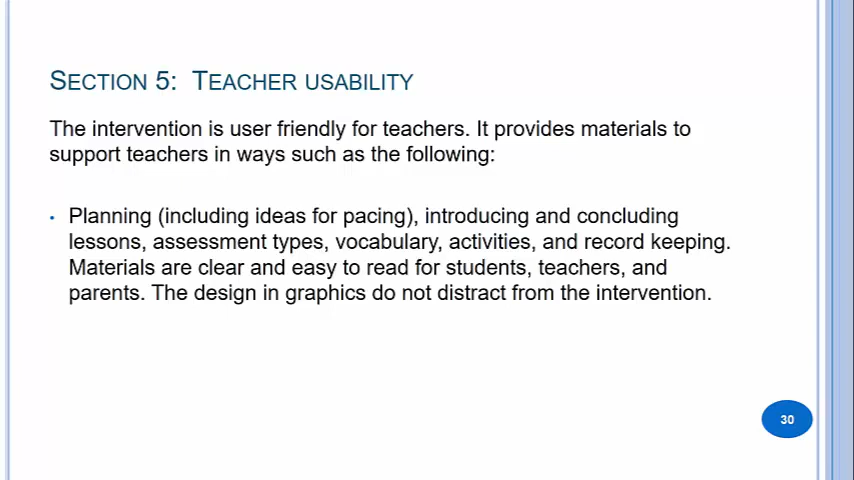 SECTION 5: TEACHER USABILITY
The intervention is user friendly for teachers. It provides materials to
support teachers in ways such as the following:
• Planning (including ideas for pacing), introducing and concluding
lessons, assessment types, vocabulary, activities, and record keeping.
Materials are clear and easy to read for students, teachers, and
parents. The design in graphics do not distract from the intervention.
30